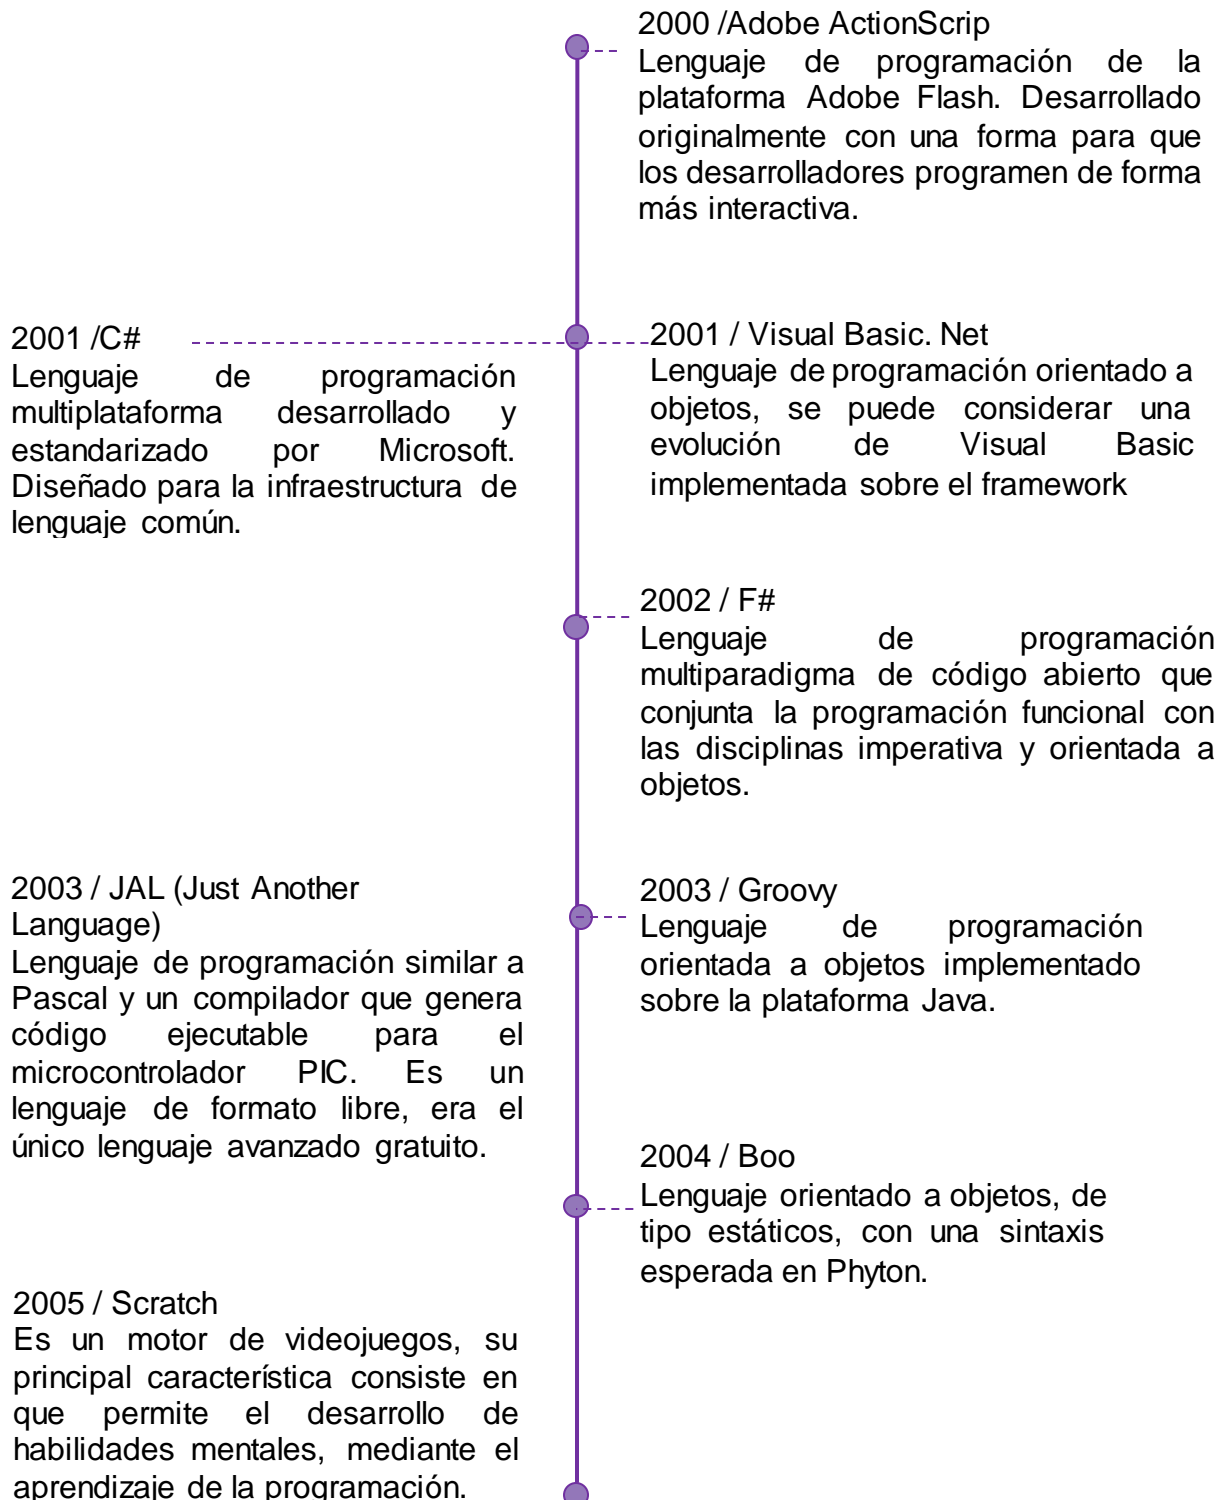 2000 /Adobe ActionScrip
Lenguaje de programación de la
plataforma Adobe Flash. Desarrollado
originalmente con una forma para que
los desarrolladores programen de forma
más interactiva.
2001 /C#
Lenguaje de programación
multiplataforma desarrollado y
estandarizado por Microsoft.
Diseñado para la infraestructura de
lenguaje común.
2001 / Visual Basic. Net
Lenguaje de programación orientado a
objetos, se puede considerar una
evolución de Visual Basic
implementada sobre el framework
2002 / F#
Lenguaje de programación
multiparadigma de código abierto que
conjunta la programación funcional con
las disciplinas imperativa y orientada a
objetos.
2003 / JAL (Just Another
Language)
Lenguaje de programación similar a
Pascal y un compilador que genera
código ejecutable para el
microcontrolador PIC. Es un
lenguaje de formato libre, era el
único lenguaje avanzado gratuito.
2003 / Groovy
Lenguaje de programación
orientada a objetos implementado
sobre la plataforma Java.
2004 / Boo
Lenguaje orientado a objetos, de
tipo estáticos, con una sintaxis
esperada en Phyton.
2005 / Scratch
Es un motor de videojuegos, su
principal característica consiste en
que permite el desarrollo de
habilidades mentales, mediante el
aprendizaje de la programación.